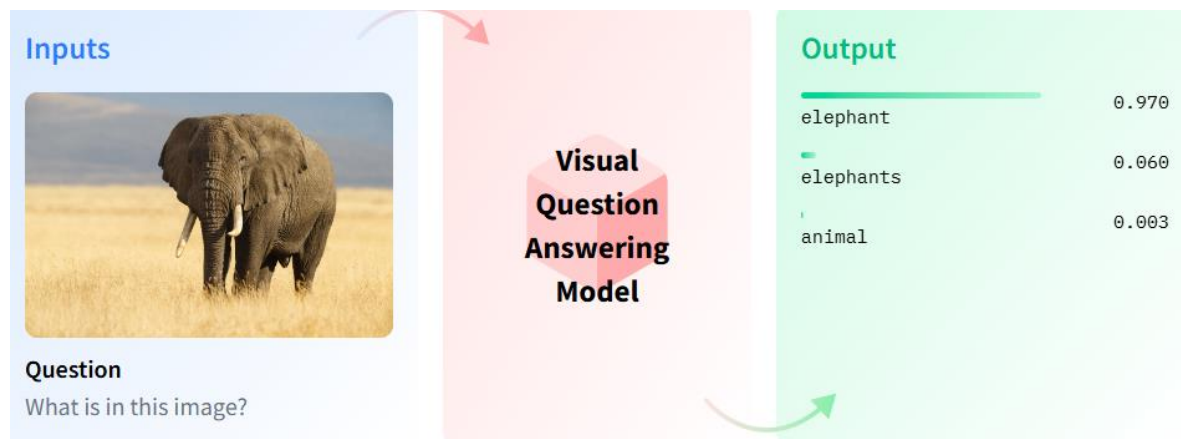 Inputs
Question
What is in this image?
Visual
Question
Answering
Model
Output
elephant 0.970
elephants 0.060
animal 0.003